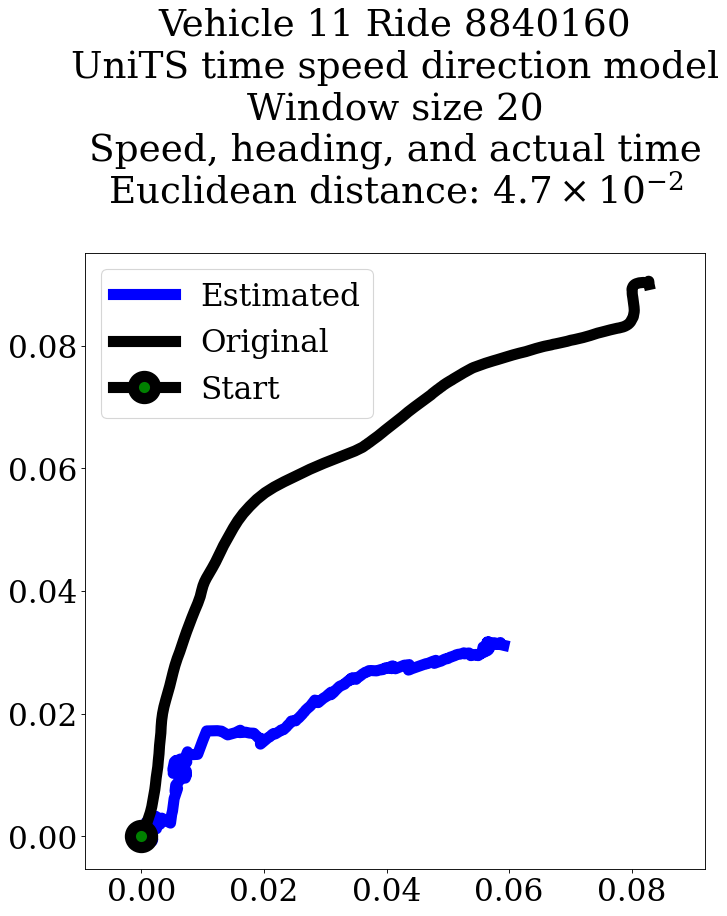 Vehicle 11 Ride 8840160
UniTS time speed direction model
Window size 20
Speed, heading, and actual time
Euclidean distance: 4.7 × 10⁻²
Estimated
Original
Start
0.08
0.06
0.04
0.02
0.00
0.00 0.02 0.04 0.06 0.08